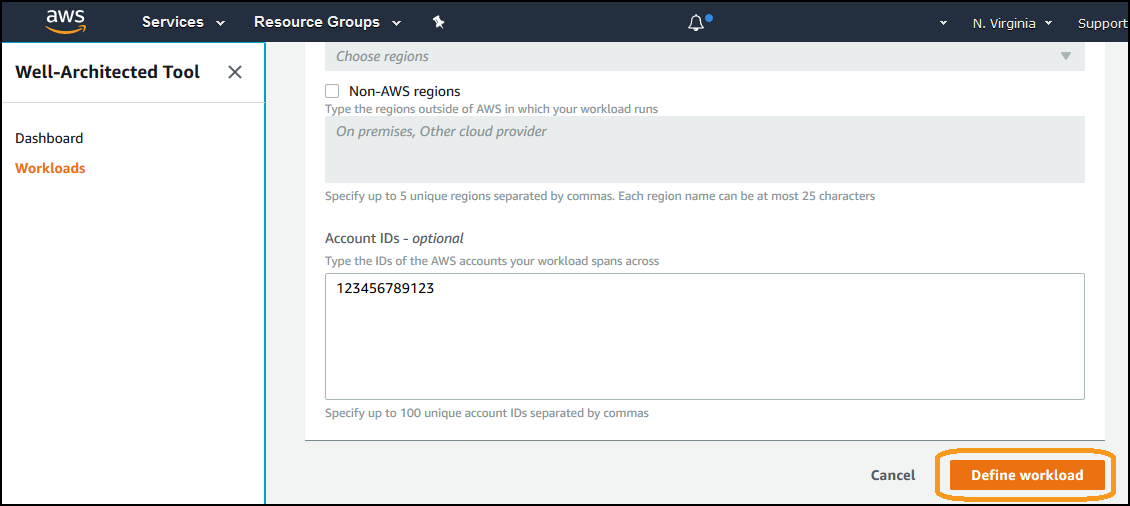 aws Services Resource Groups N. Virginia Support
Well-Architected Tool
Dashboard
Workloads
Choose regions
Non-AWS regions
Type the regions outside of AWS in which your workload runs
On premises, Other cloud provider
Specify up to 5 unique regions separated by commas. Each region name can be at most 25 characters
Account IDs - optional
Type the IDs of the AWS accounts your workload spans across
123456789123
Specify up to 100 unique account IDs separated by commas
Cancel Define workload